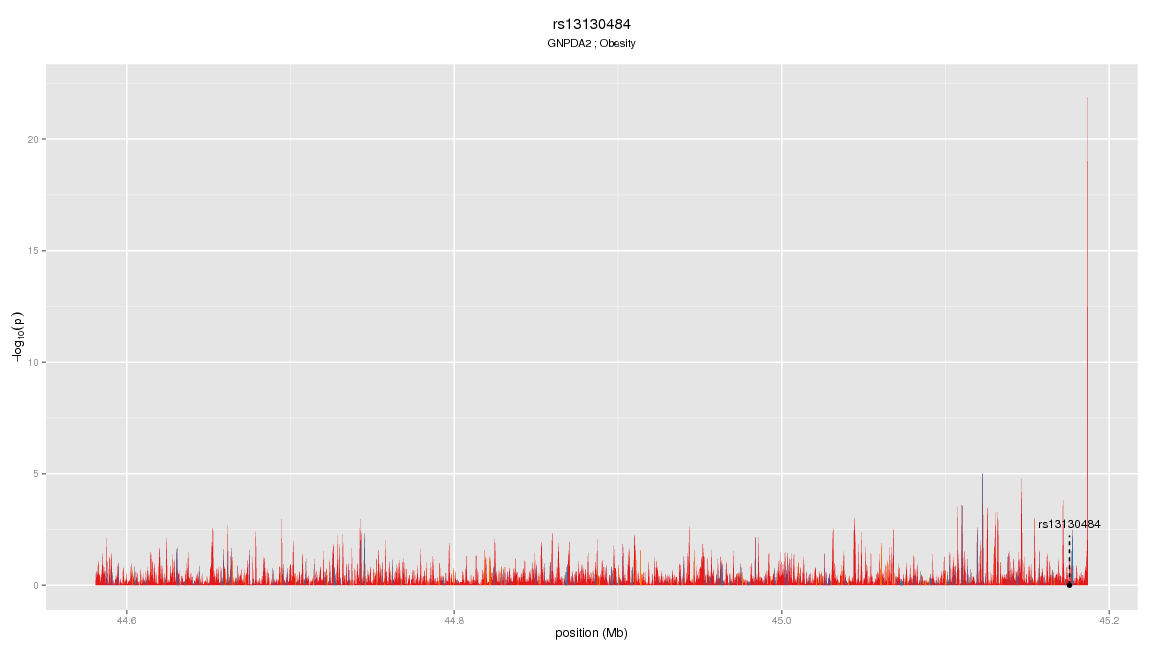 rs13130484
GNPDA2 ; Obesity
20
15
10
5
0
−log10(p)
rs13130484
44.6 44.8 45.0 45.2
position (Mb)